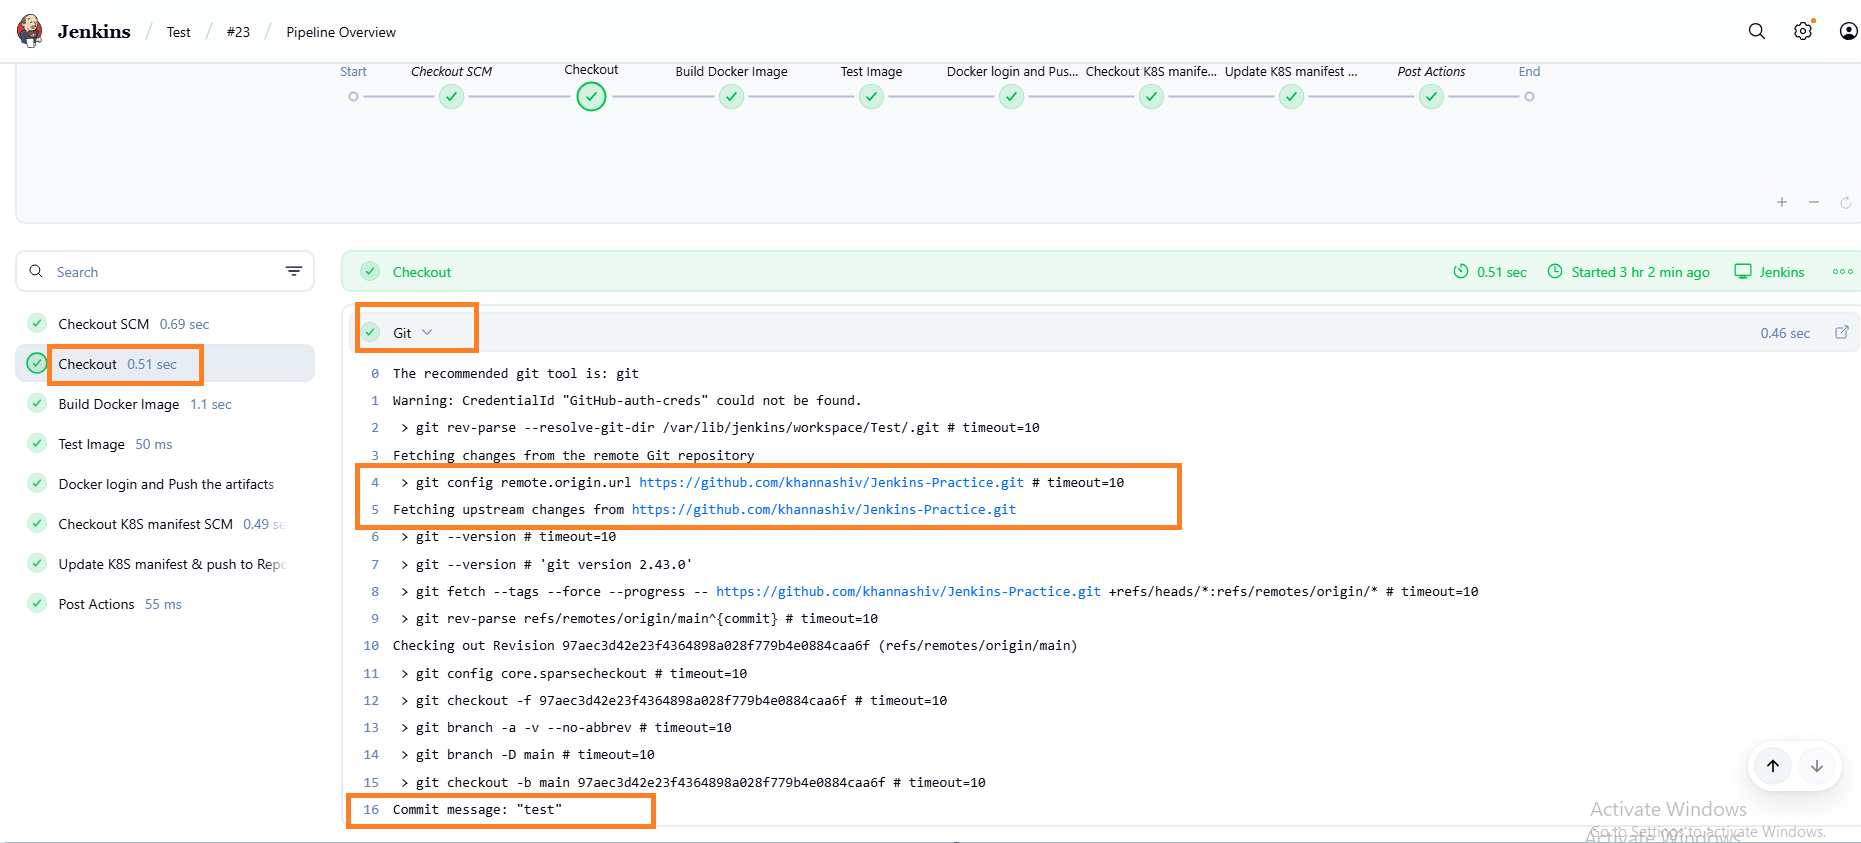 Jenkins / Test / #23 / Pipeline Overview
Start Checkout SCM Checkout Build Docker Image Test Image Docker login and Pus... Checkout K8S manife... Update K8S manifest ... Post Actions End
Search
Checkout SCM 0.69 sec
Checkout 0.51 sec
Build Docker Image 1.1 sec
Test Image 50 ms
Docker login and Push the artifacts
Checkout K8S manifest SCM 0.49 se
Update K8S manifest & push to Repo
Post Actions 55 ms
Checkout 0.51 sec Started 3 hr 2 min ago Jenkins
Git 0.46 sec
0 The recommended git tool is: git
1 Warning: CredentialId "GitHub-auth-creds" could not be found.
2 > git rev-parse --resolve-git-dir /var/lib/jenkins/workspace/Test/.git # timeout=10
3 Fetching changes from the remote Git repository
4 > git config remote.origin.url https://github.com/khannashiv/Jenkins-Practice.git # timeout=10
5 Fetching upstream changes from https://github.com/khannashiv/Jenkins-Practice.git
6 > git --version # timeout=10
7 > git --version # 'git version 2.43.0'
8 > git fetch --tags --force --progress -- https://github.com/khannashiv/Jenkins-Practice.git +refs/heads/*:refs/remotes/origin/* # timeout=10
9 > git rev-parse refs/remotes/origin/main^{commit} # timeout=10
10 Checking out Revision 97aec3d42e23f4364898a028f779b4e0884caa6f (refs/remotes/origin/main)
11 > git config core.sparsecheckout # timeout=10
12 > git checkout -f 97aec3d42e23f4364898a028f779b4e0884caa6f # timeout=10
13 > git branch -a -v --no-abbrev # timeout=10
14 > git branch -D main # timeout=10
15 > git checkout -b main 97aec3d42e23f4364898a028f779b4e0884caa6f # timeout=10
16 Commit message: "test"
Activate Windows
Go to Settings to activate Windows.
Activate Windows